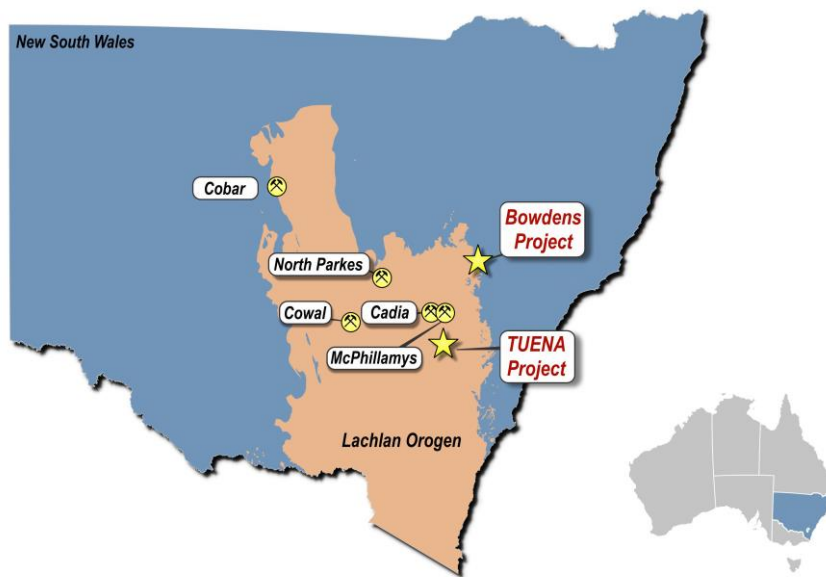 New South Wales
Cobar
Bowdens
Project
North Parkes
Cowal
Cadia
McPhillamys
TUENA
Project
Lachlan Orogen